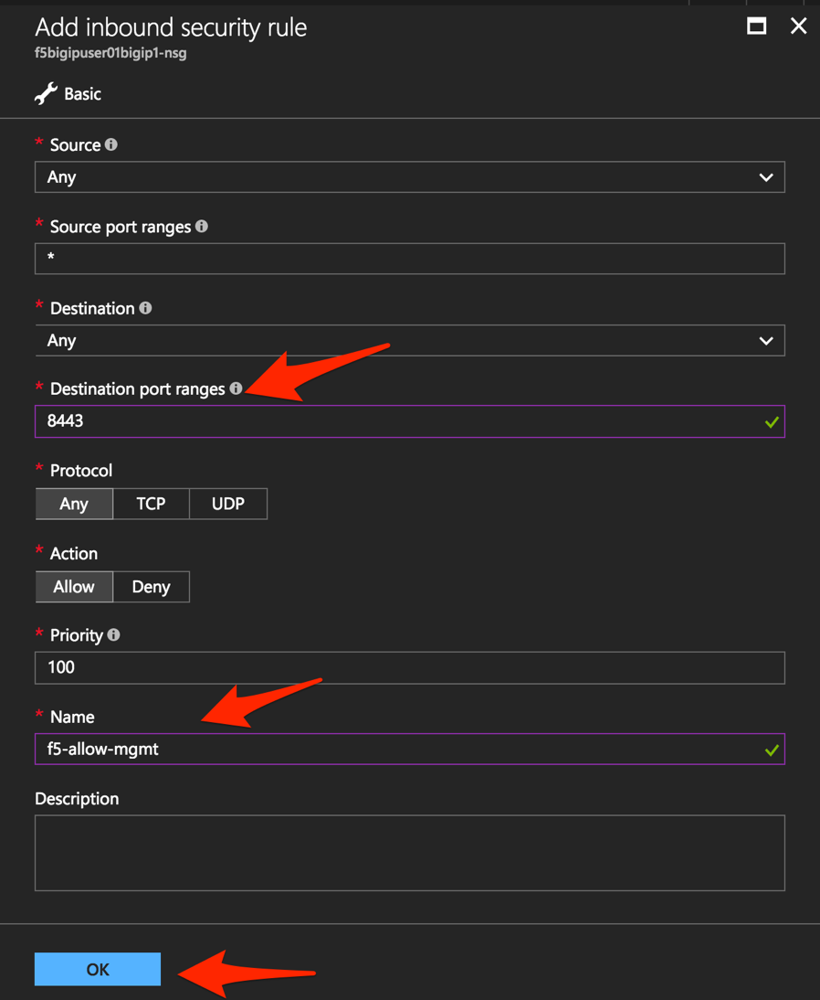 Add inbound security rule
f5bigipuser01bigip1-nsg
Basic
* Source
Any
* Source port ranges
*
* Destination
Any
* Destination port ranges
8443
* Protocol
Any TCP UDP
* Action
Allow Deny
* Priority
100
* Name
f5-allow-mgmt
Description
OK